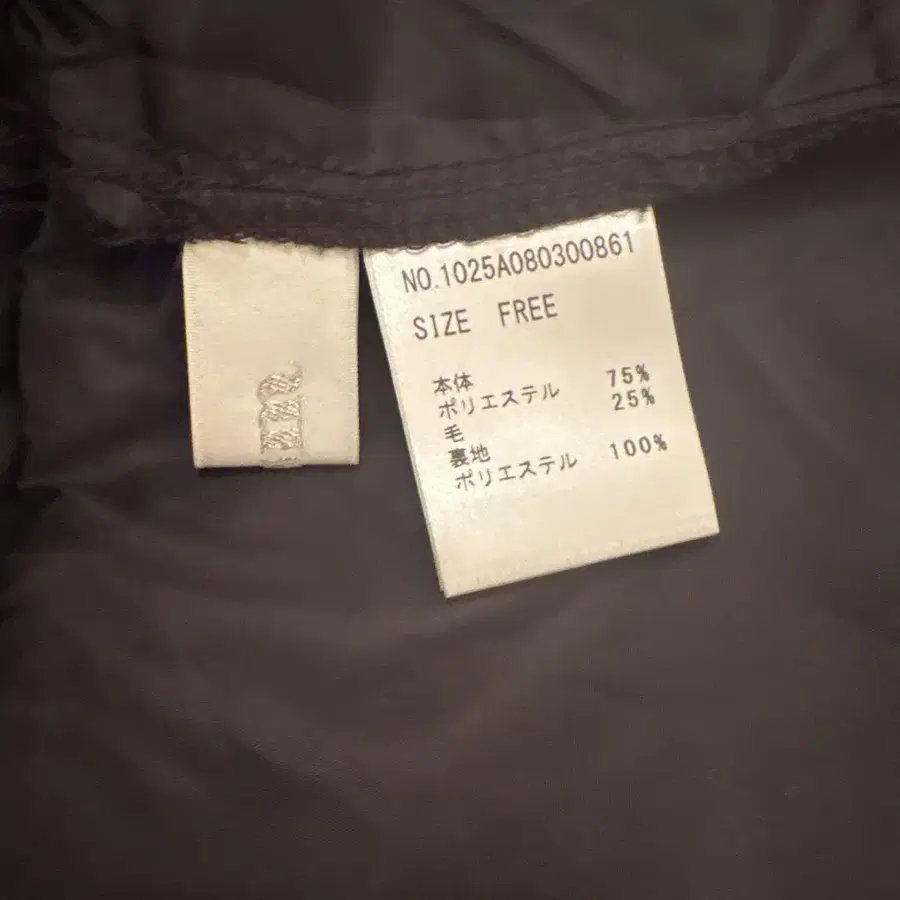 NO.1025A080300861
SIZE FREE
本体
ポリエステル 75%
毛 25%
裏地
ポリエステル 100%